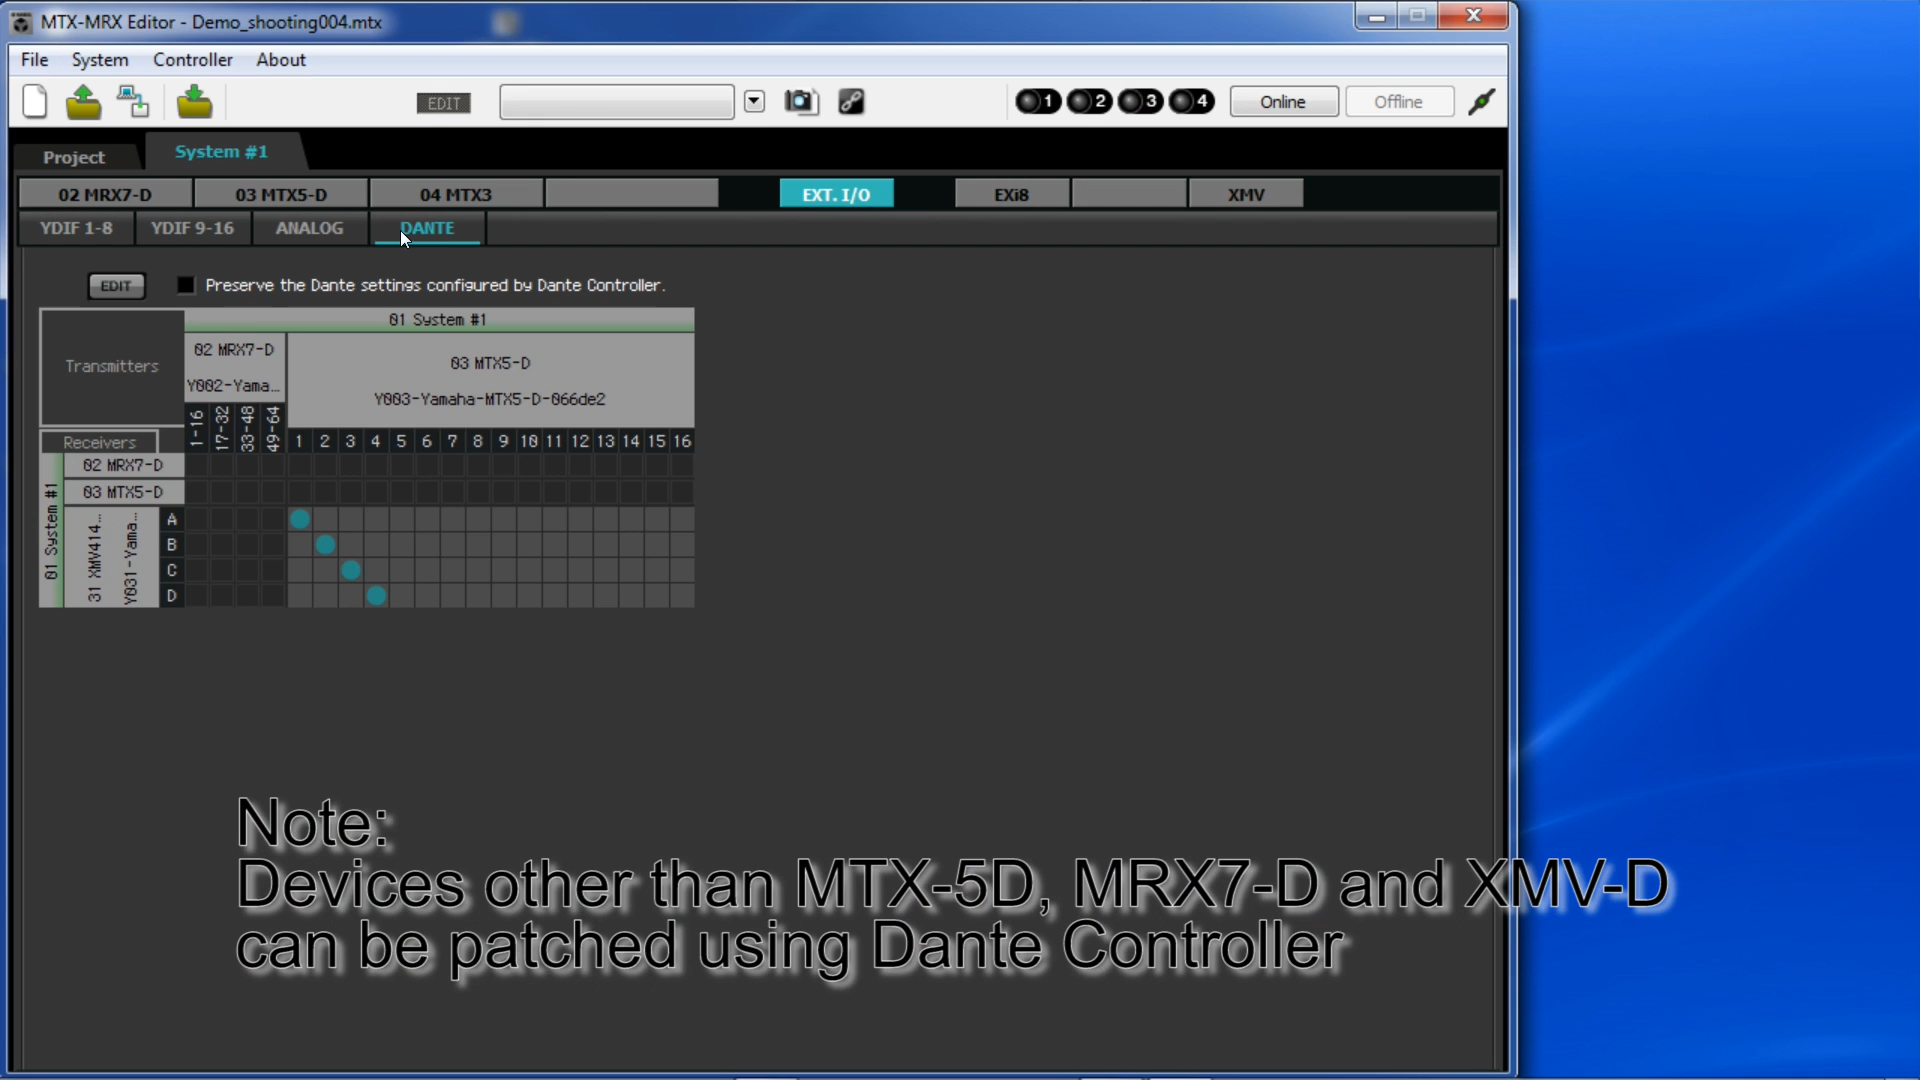 MTX-MRX Editor - Demo_shooting004.mtx
File System Controller About
EDIT 1 2 3 4 Online Offline
Project System #1
02 MRX7-D 03 MTX5-D 04 MTX3 EXT. I/O EXi8 XMV
YDIF 1-8 YDIF 9-16 ANALOG DANTE
EDIT Preserve the Dante settings configured by Dante Controller.
01 System #1
Transmitters
02 MRX7-D
Y002-Yama...
03 MTX5-D
Y003-Yamaha-MTX5-D-066de2
1-16 17-32 33-48 49-64 1 2 3 4 5 6 7 8 9 10 11 12 13 14 15 16
Receivers
01 System #1
02 MRX7-D
03 MTX5-D
31 XMV414...
Y031-Yama...
A
B
C
D
Note:
Devices other than MTX-5D, MRX7-D and XMV-D
can be patched using Dante Controller